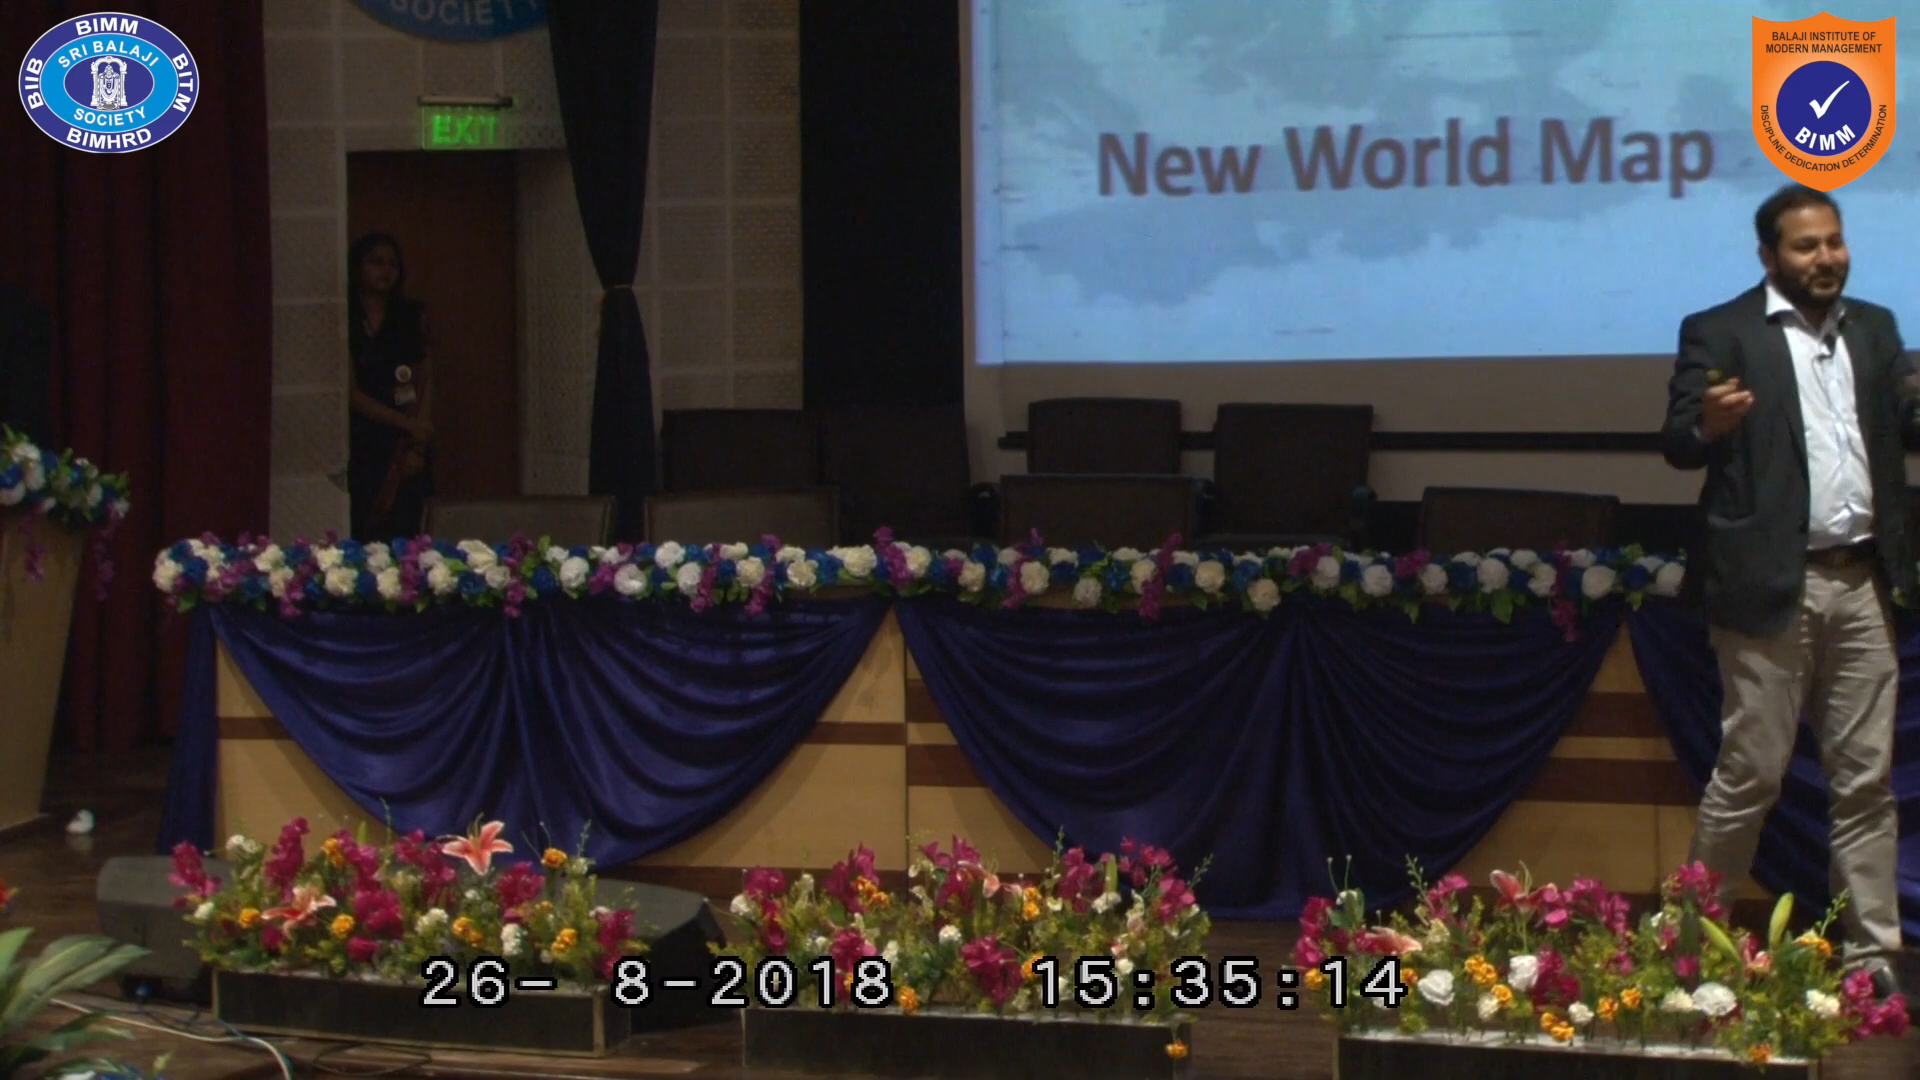 BIMM
SRI BALAJI
BIIB
BITM
SOCIETY
BIMHRD
SOCIETY
EXIT
New World Map
BALAJI INSTITUTE OF
MODERN MANAGEMENT
BIMM
DISCIPLINE DEDICATION DETERMINATION
26- 8-2018 15:35:14